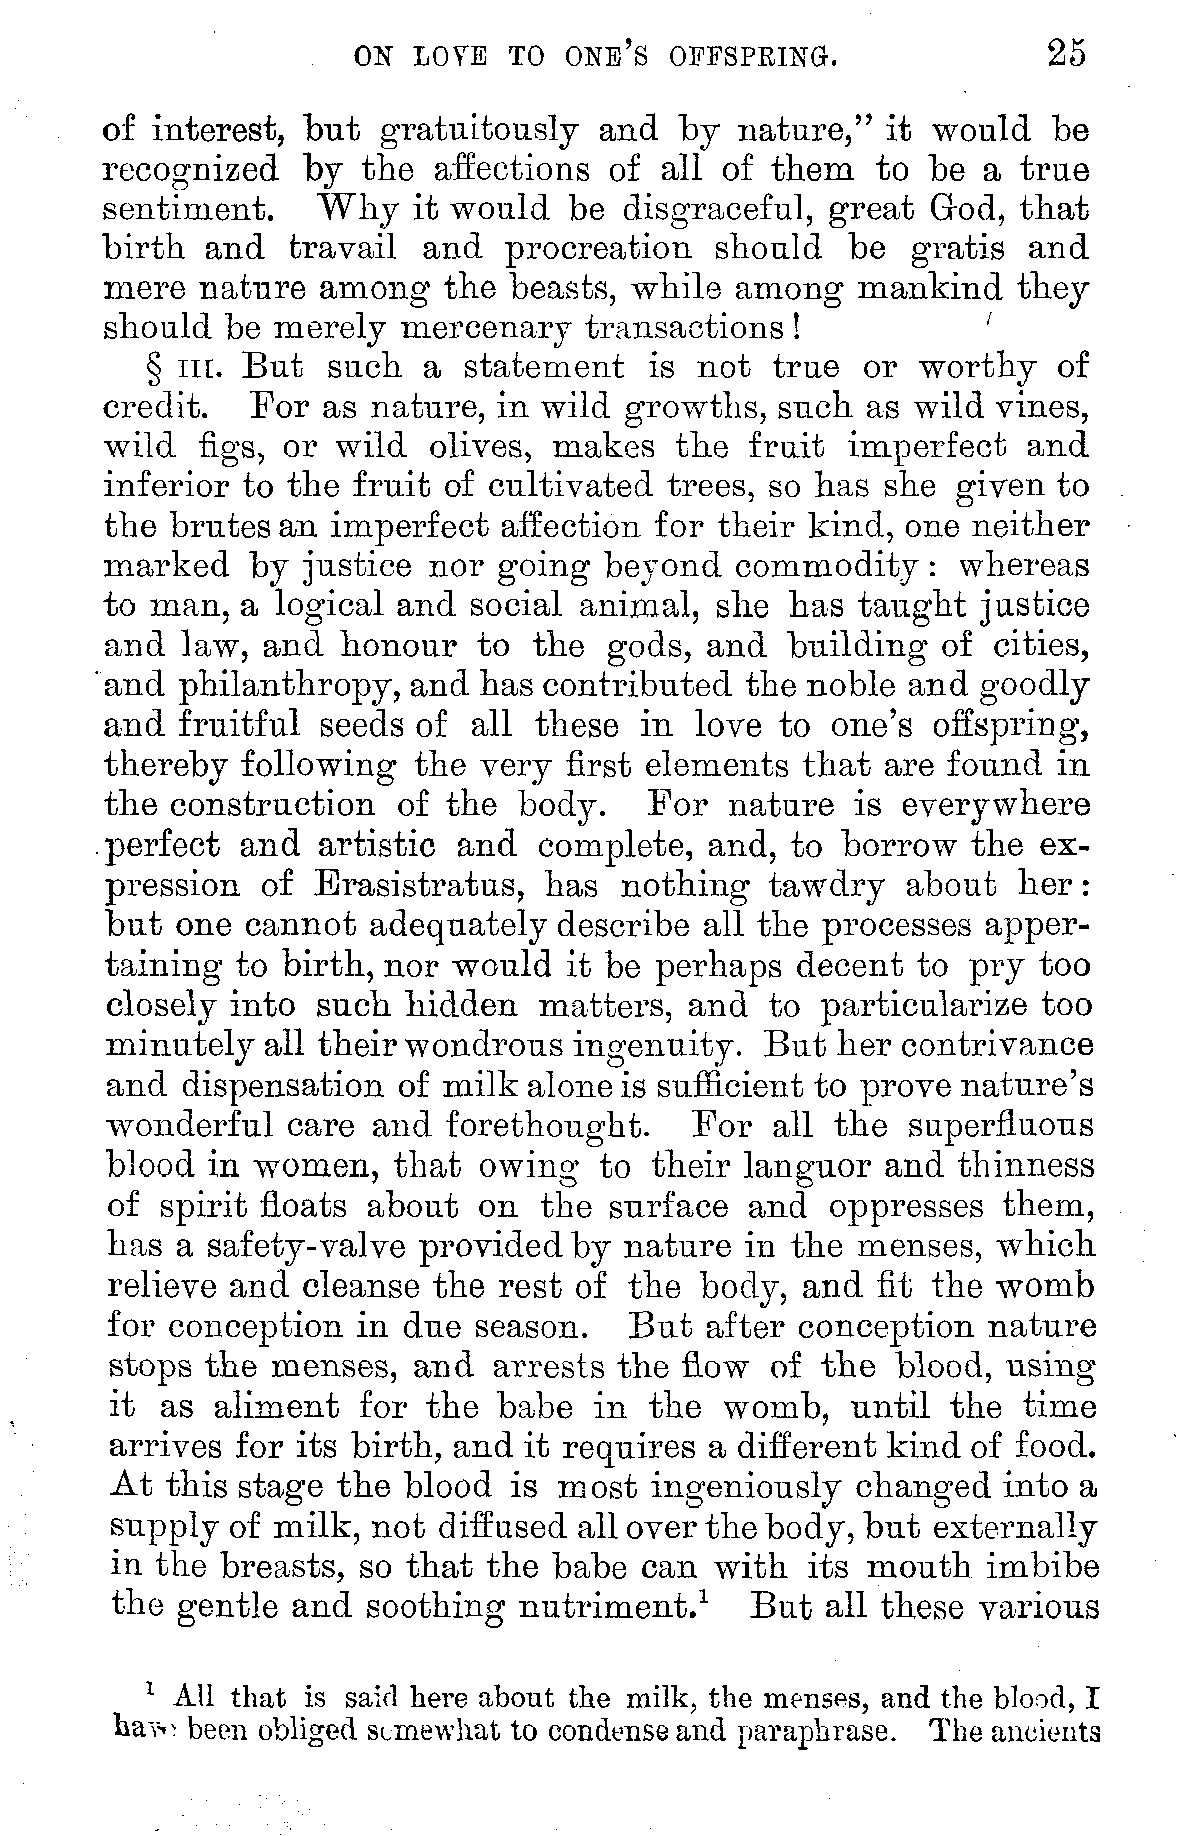 ON LOVE TO ONE'S OFFSPRING. 25
of interest, but gratuitously and by nature,” it would be
recognized by the affections of all of them to be a true
sentiment. Why it would be disgraceful, great God, that
birth and travail and procreation should be gratis and
mere nature among the beasts, while among mankind they
should be merely mercenary transactions!
§ III. But such a statement is not true or worthy of
credit. For as nature, in wild growths, such as wild vines,
wild figs, or wild olives, makes the fruit imperfect and
inferior to the fruit of cultivated trees, so has she given to
the brutes an imperfect affection for their kind, one neither
marked by justice nor going beyond commodity: whereas
to man, a logical and social animal, she has taught justice
and law, and honour to the gods, and building of cities,
and philanthropy, and has contributed the noble and goodly
and fruitful seeds of all these in love to one's offspring,
thereby following the very first elements that are found in
the construction of the body. For nature is everywhere
perfect and artistic and complete, and, to borrow the ex-
pression of Erasistratus, has nothing tawdry about her:
but one cannot adequately describe all the processes apper-
taining to birth, nor would it be perhaps decent to pry too
closely into such hidden matters, and to particularize too
minutely all their wondrous ingenuity. But her contrivance
and dispensation of milk alone is sufficient to prove nature's
wonderful care and forethought. For all the superfluous
blood in women, that owing to their languor and thinness
of spirit floats about on the surface and oppresses them,
has a safety-valve provided by nature in the menses, which
relieve and cleanse the rest of the body, and fit the womb
for conception in due season. But after conception nature
stops the menses, and arrests the flow of the blood, using
it as aliment for the babe in the womb, until the time
arrives for its birth, and it requires a different kind of food.
At this stage the blood is most ingeniously changed into a
supply of milk, not diffused all over the body, but externally
in the breasts, so that the babe can with its mouth imbibe
the gentle and soothing nutriment.¹ But all these various
¹ All that is said here about the milk, the menses, and the blood, I
have been obliged somewhat to condense and paraphrase. The ancients